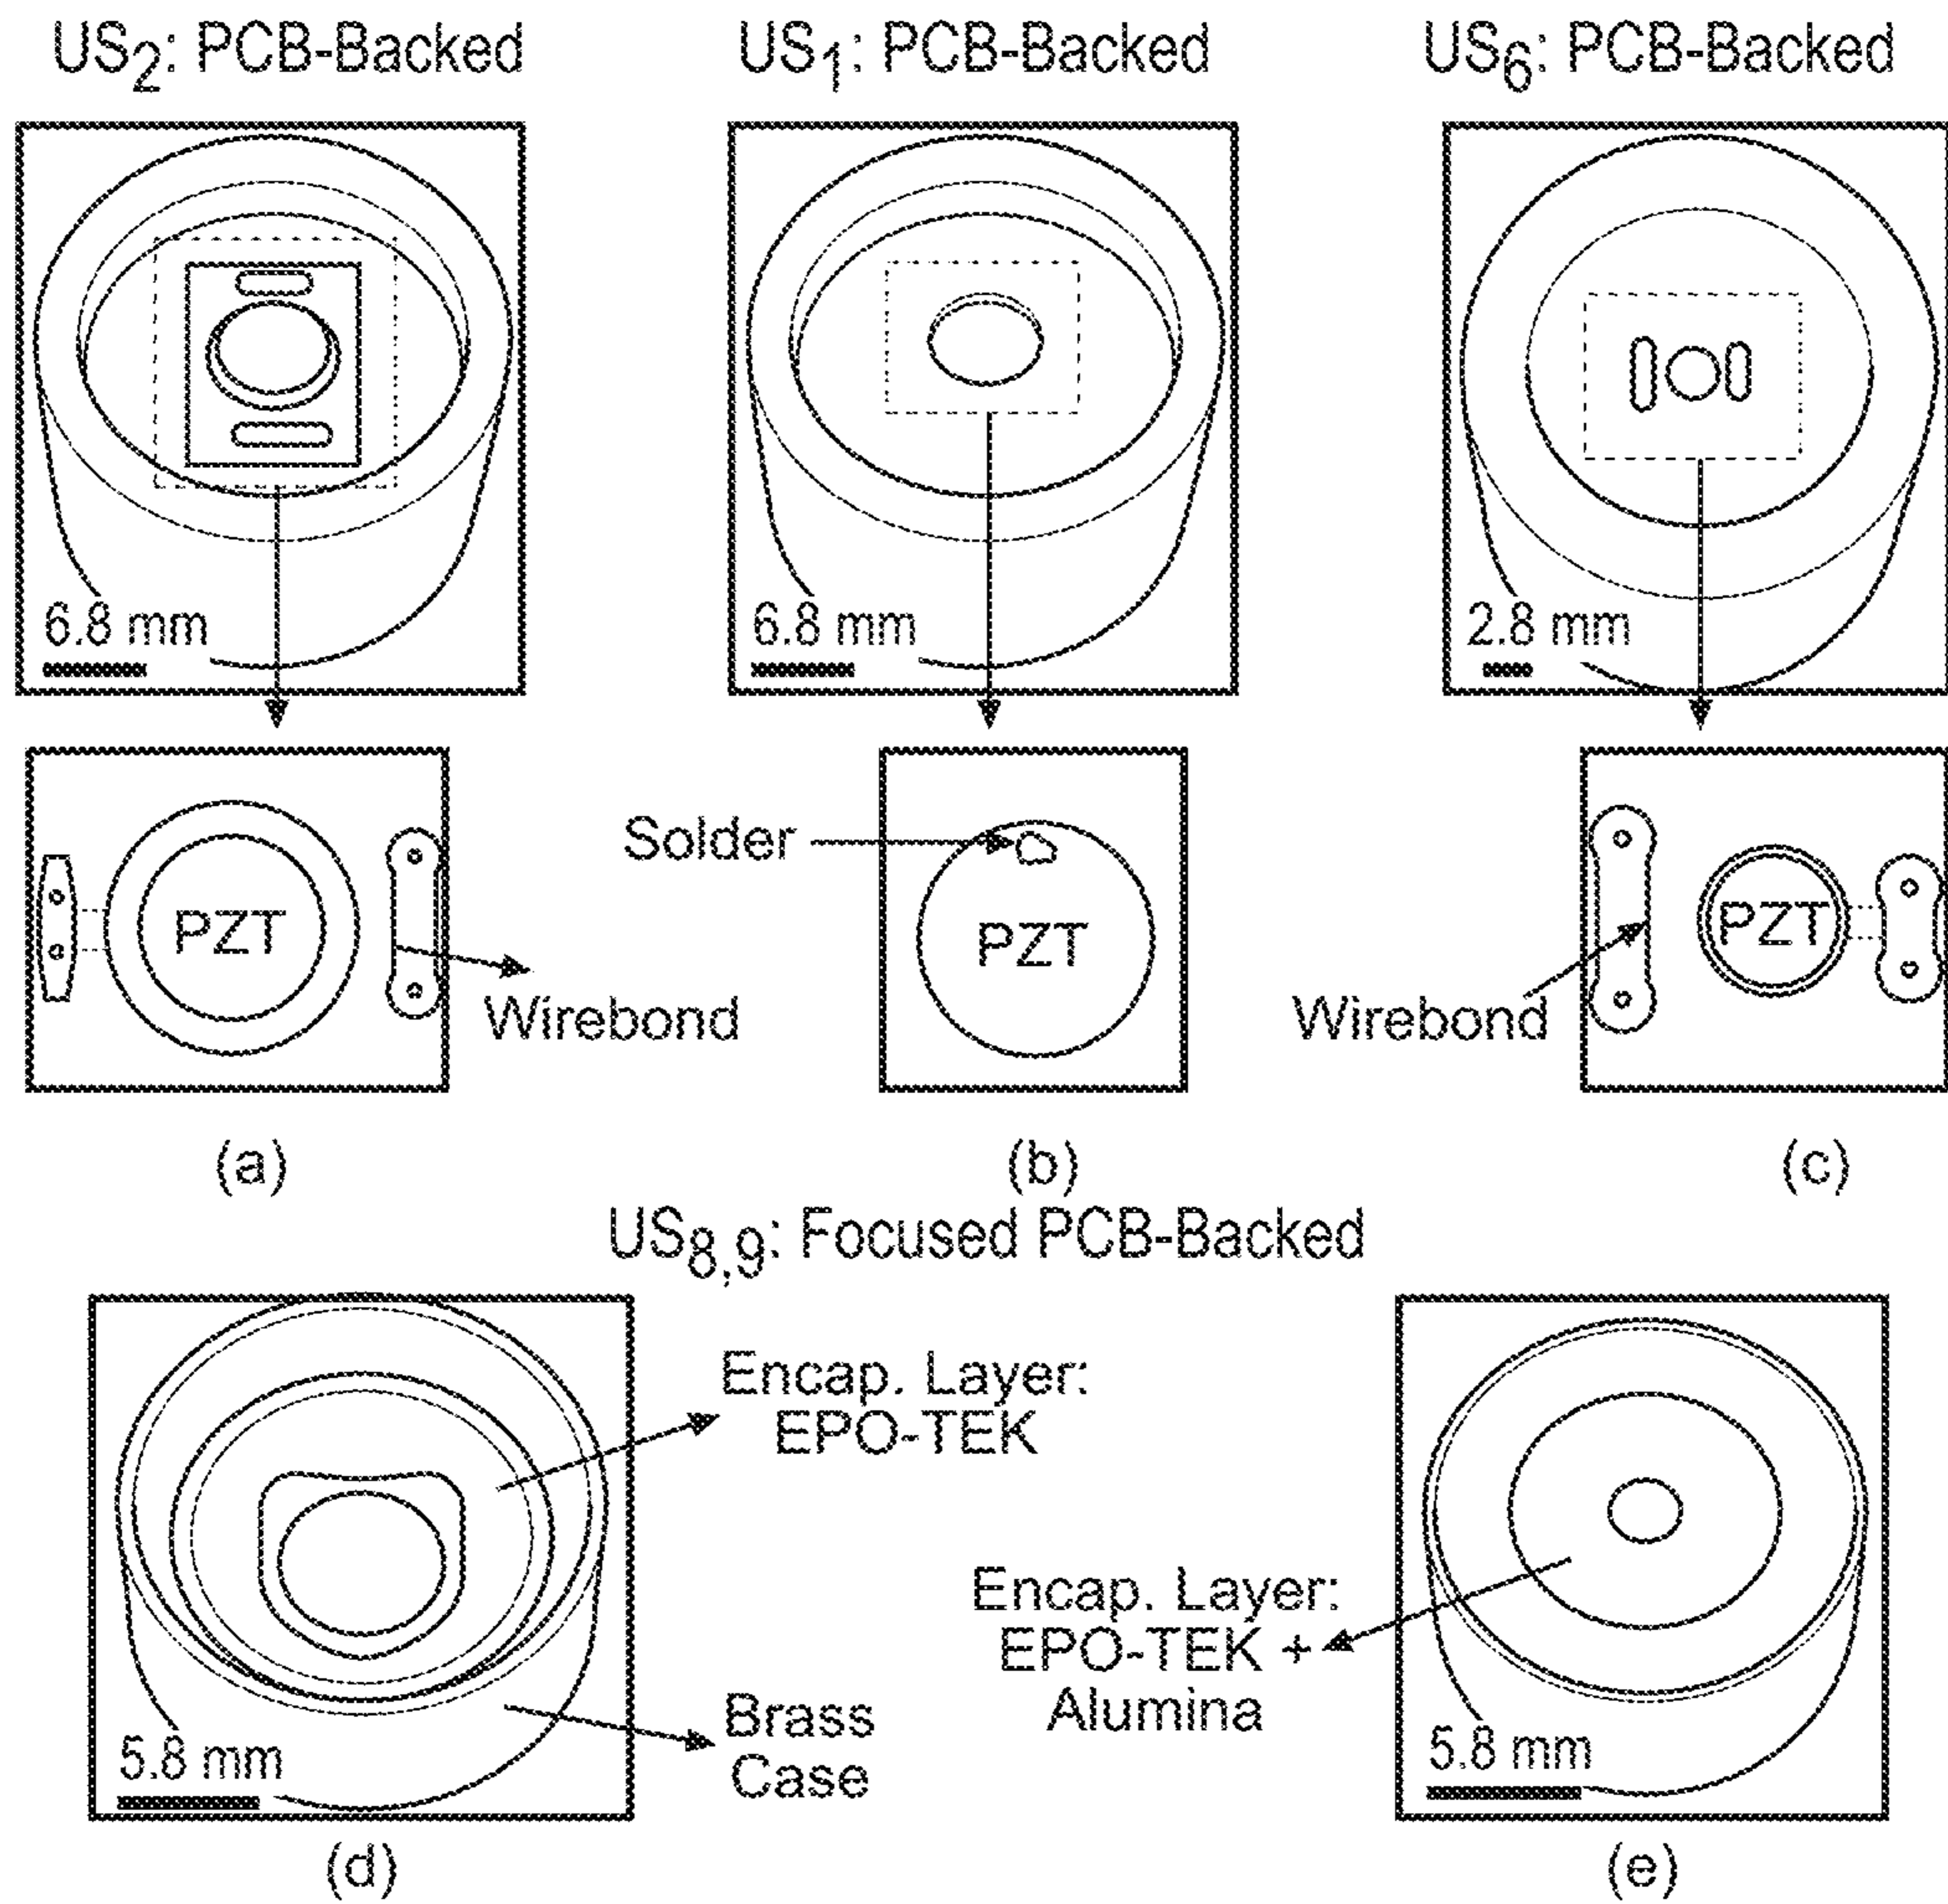 US2: PCB-Backed
US1: PCB-Backed
US6: PCB-Backed
6.8 mm
6.8 mm
2.8 mm
PZT
Wirebond
Solder
PZT
PZT
Wirebond
(a)
(b)
(c)
US8,9: Focused PCB-Backed
Encap. Layer:
EPO-TEK
Brass
Case
5.8 mm
Encap. Layer:
EPO-TEK +
Alumina
5.8 mm
(d)
(e)